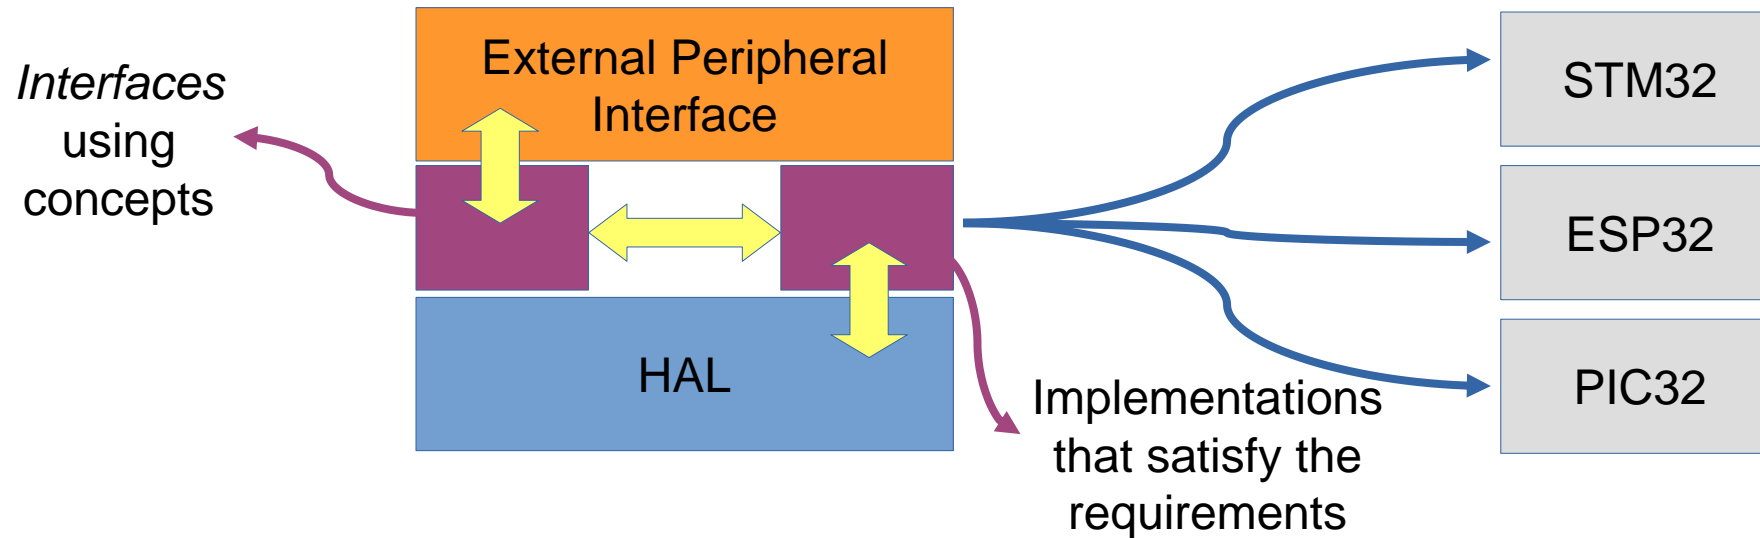 Interfaces
using
concepts
External Peripheral
Interface
HAL
Implementations
that satisfy the
requirements
STM32
ESP32
PIC32